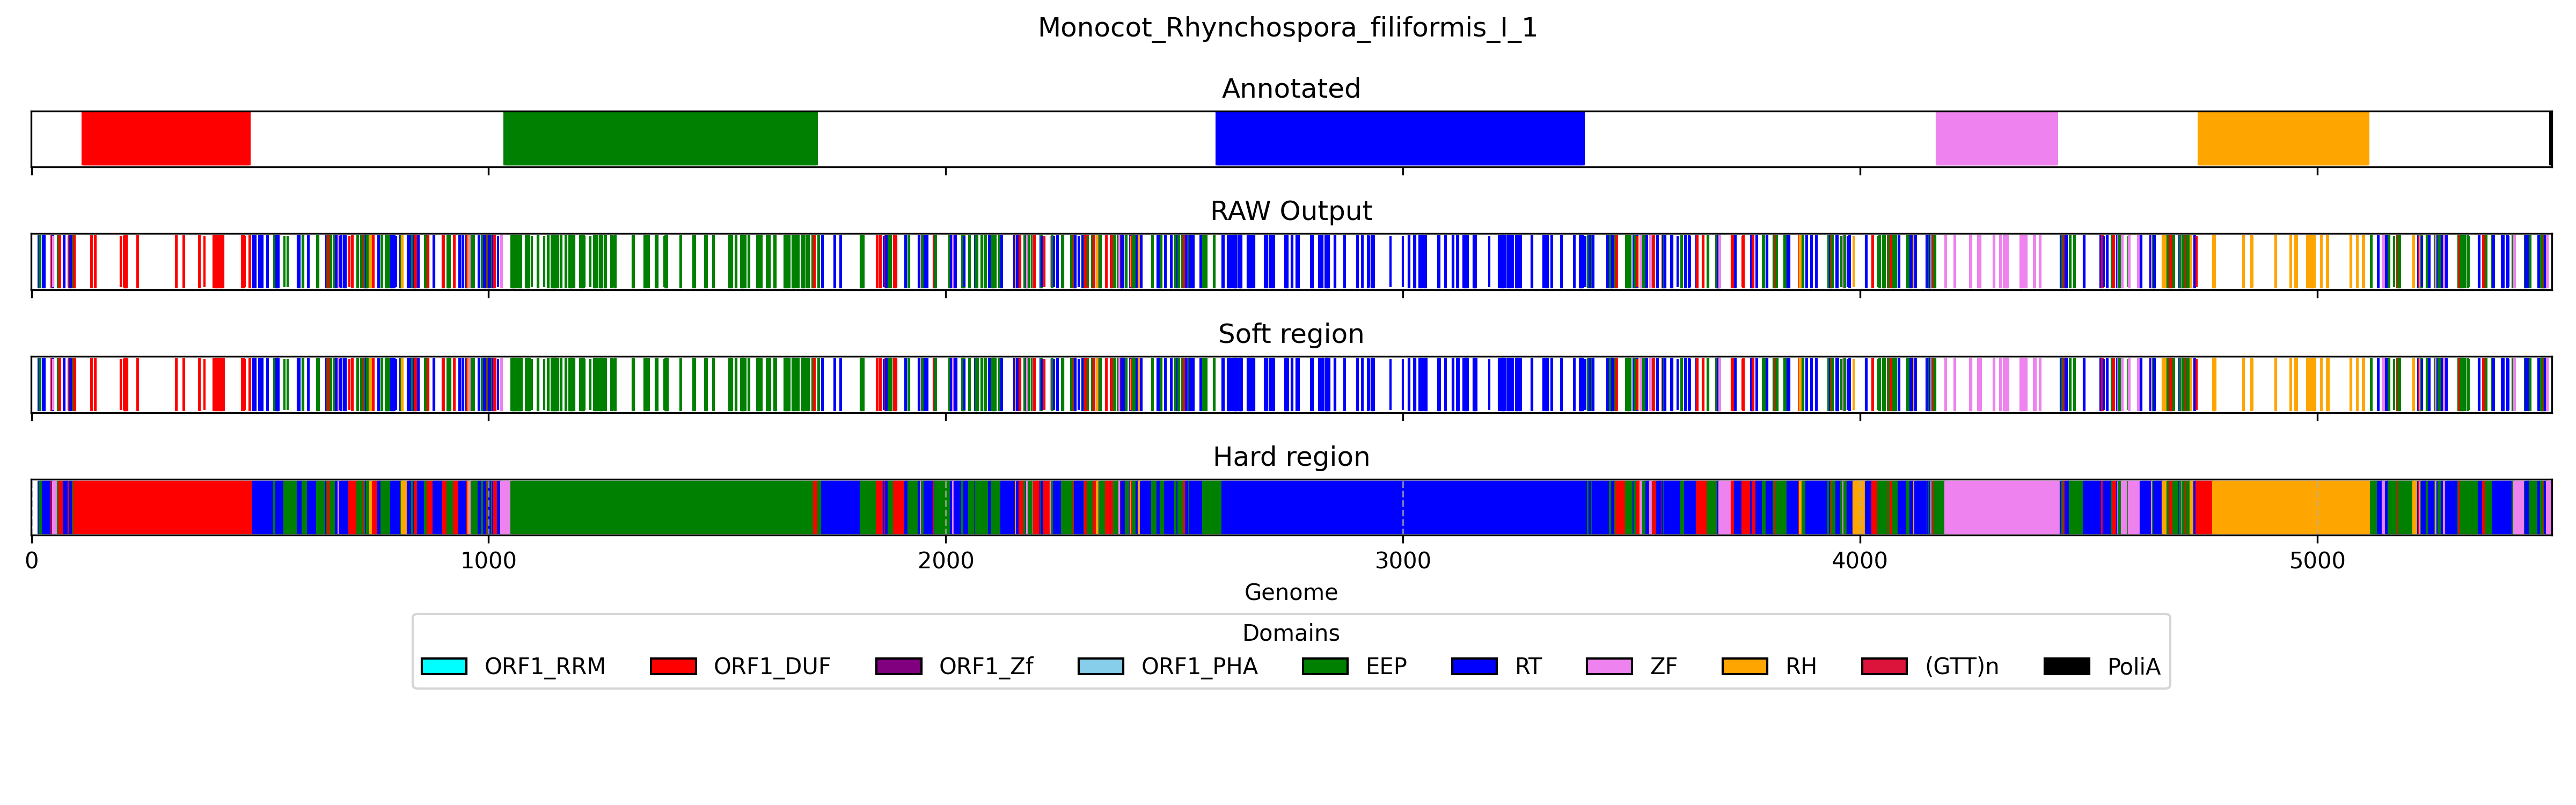 Monocot_Rhynchospora_filiformis_I_1
Annotated
RAW Output
Soft region
Hard region
0 1000 2000 3000 4000 5000
Genome
Domains
ORF1_RRM ORF1_DUF ORF1_Zf ORF1_PHA EEP RT ZF RH (GTT)n PoliA